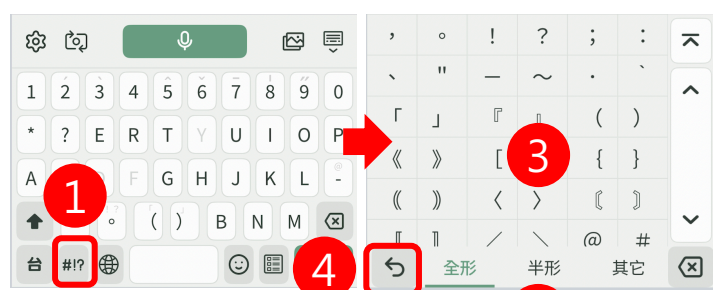 1 2 3 4 5 6 7 8 9 0
* ? E R T Y U I O P
A F G H J K L -
1 ° ( ) B N M
台 #!? 4
， 。 ！ ？ ； ：
、 " — ～ · ˋ
「 」 『 』 ( )
《 》 [ 3 { }
⟪ ⟫ 〈 〉 〘 〙
／ ＼ @ #
全形 半形 其它